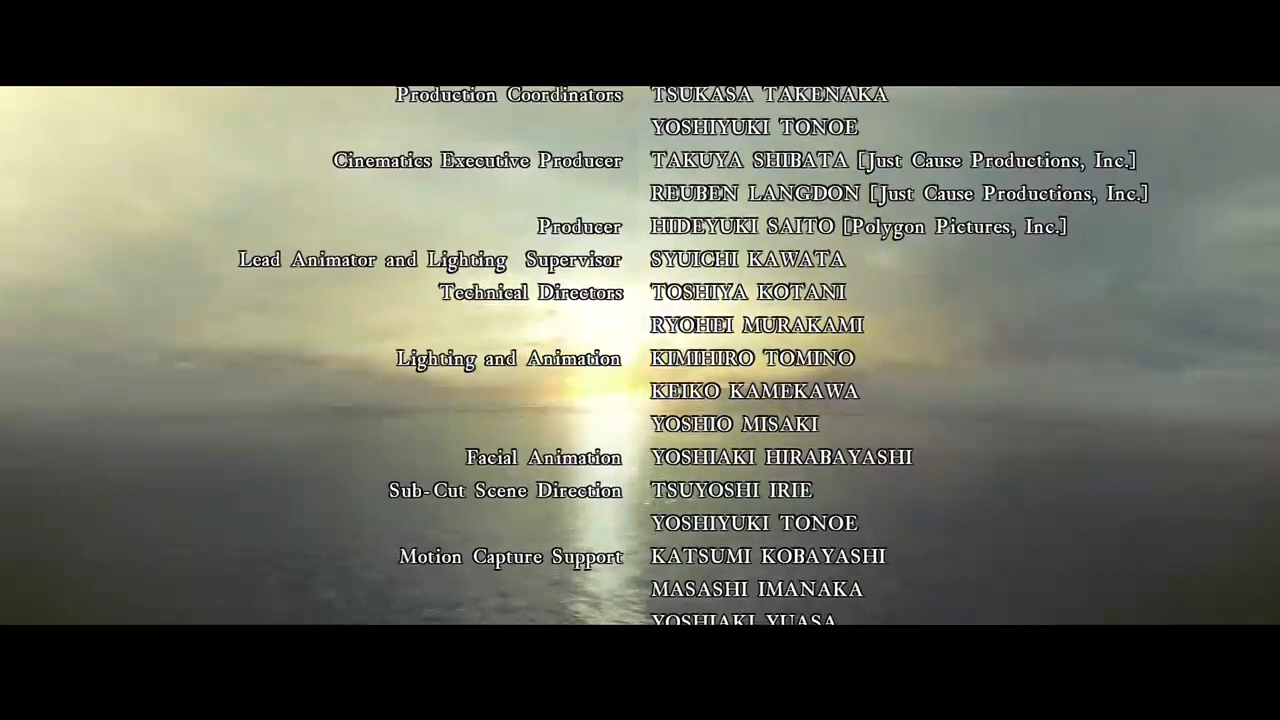 Production Coordinators TSUKASA TAKENAKA
YOSHIYUKI TONOE
Cinematics Executive Producer TAKUYA SHIBATA [Just Cause Productions, Inc.]
REUBEN LANGDON [Just Cause Productions, Inc.]
Producer HIDEYUKI SAITO [Polygon Pictures, Inc.]
Lead Animator and Lighting Supervisor SYUICHI KAWATA
Technical Directors TOSHIYA KOTANI
RYOHEI MURAKAMI
Lighting and Animation KIMIHIRO TOMINO
KEIKO KAMEKAWA
YOSHIO MISAKI
Facial Animation YOSHIAKI HIRABAYASHI
Sub-Cut Scene Direction TSUYOSHI IRIE
YOSHIYUKI TONOE
Motion Capture Support KATSUMI KOBAYASHI
MASASHI IMANAKA
YOSHIAKI YUASA